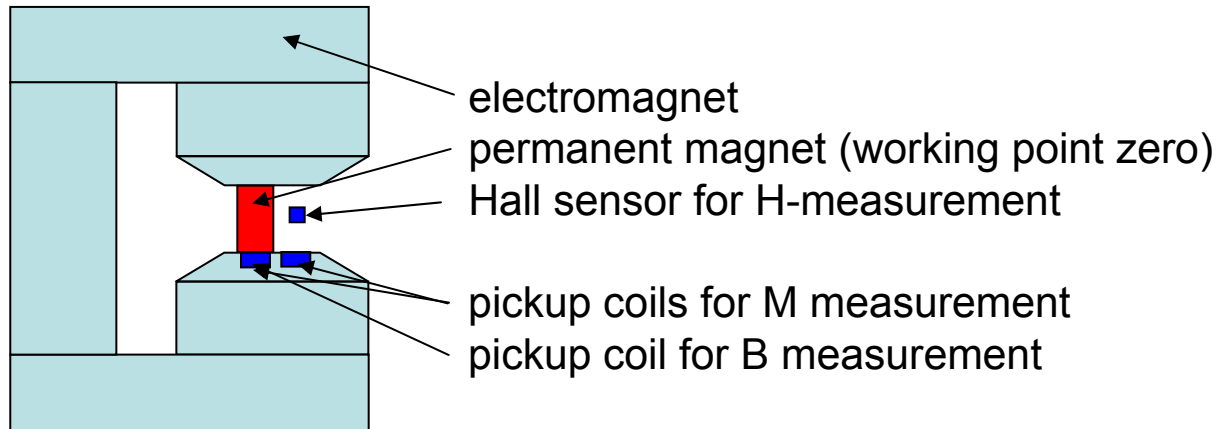 electromagnet
permanent magnet (working point zero)
Hall sensor for H-measurement
pickup coils for M measurement
pickup coil for B measurement